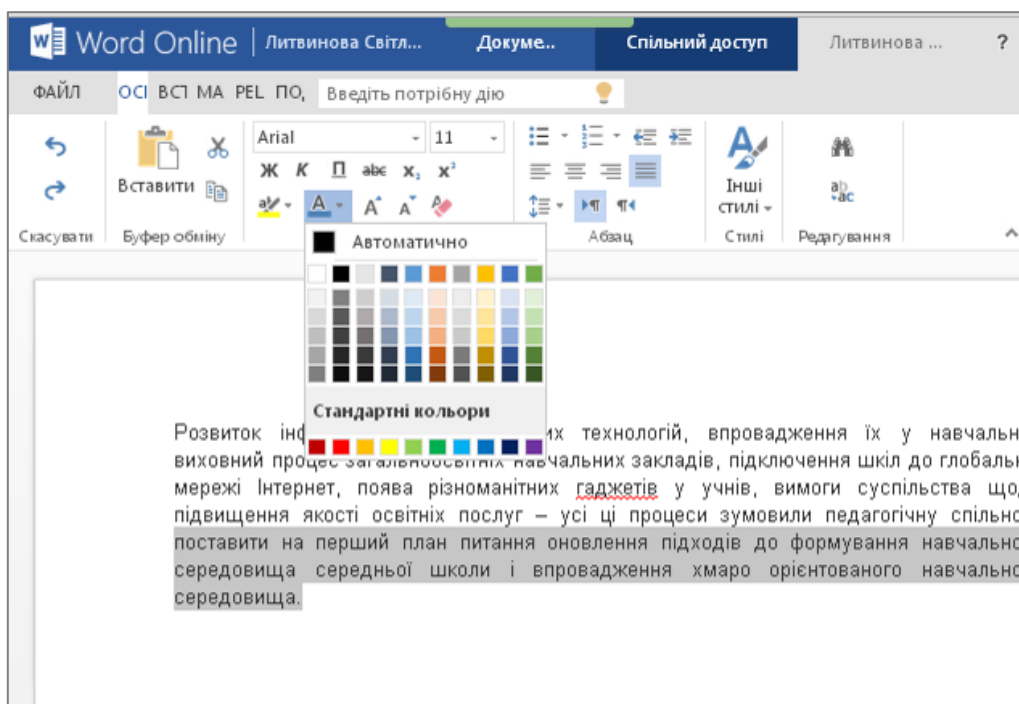 Word Online Литвинова Світл... Докуме... Спільний доступ Литвинова ... ?
ФАЙЛ ОСІ ВСТ МА PEL ПО, Введіть потрібну дію
Arial 11
Ж К П abc x₂ x²
Вставити
Інші
стилі
Скасувати Буфер обміну Абзац Стилі Редагування
Автоматично
Стандартні кольори
Розвиток інф их технологій, впровадження їх у навчальн
виховний процес загальноосвітніх навчальних закладів, підключення шкіл до глобальн
мережі Інтернет, поява різноманітних гаджетів у учнів, вимоги суспільства що,
підвищення якості освітніх послуг – усі ці процеси зумовили педагогічну спільно
поставити на перший план питання оновлення підходів до формування навчально
середовища середньої школи і впровадження хмаро орієнтованого навчально
середовища.